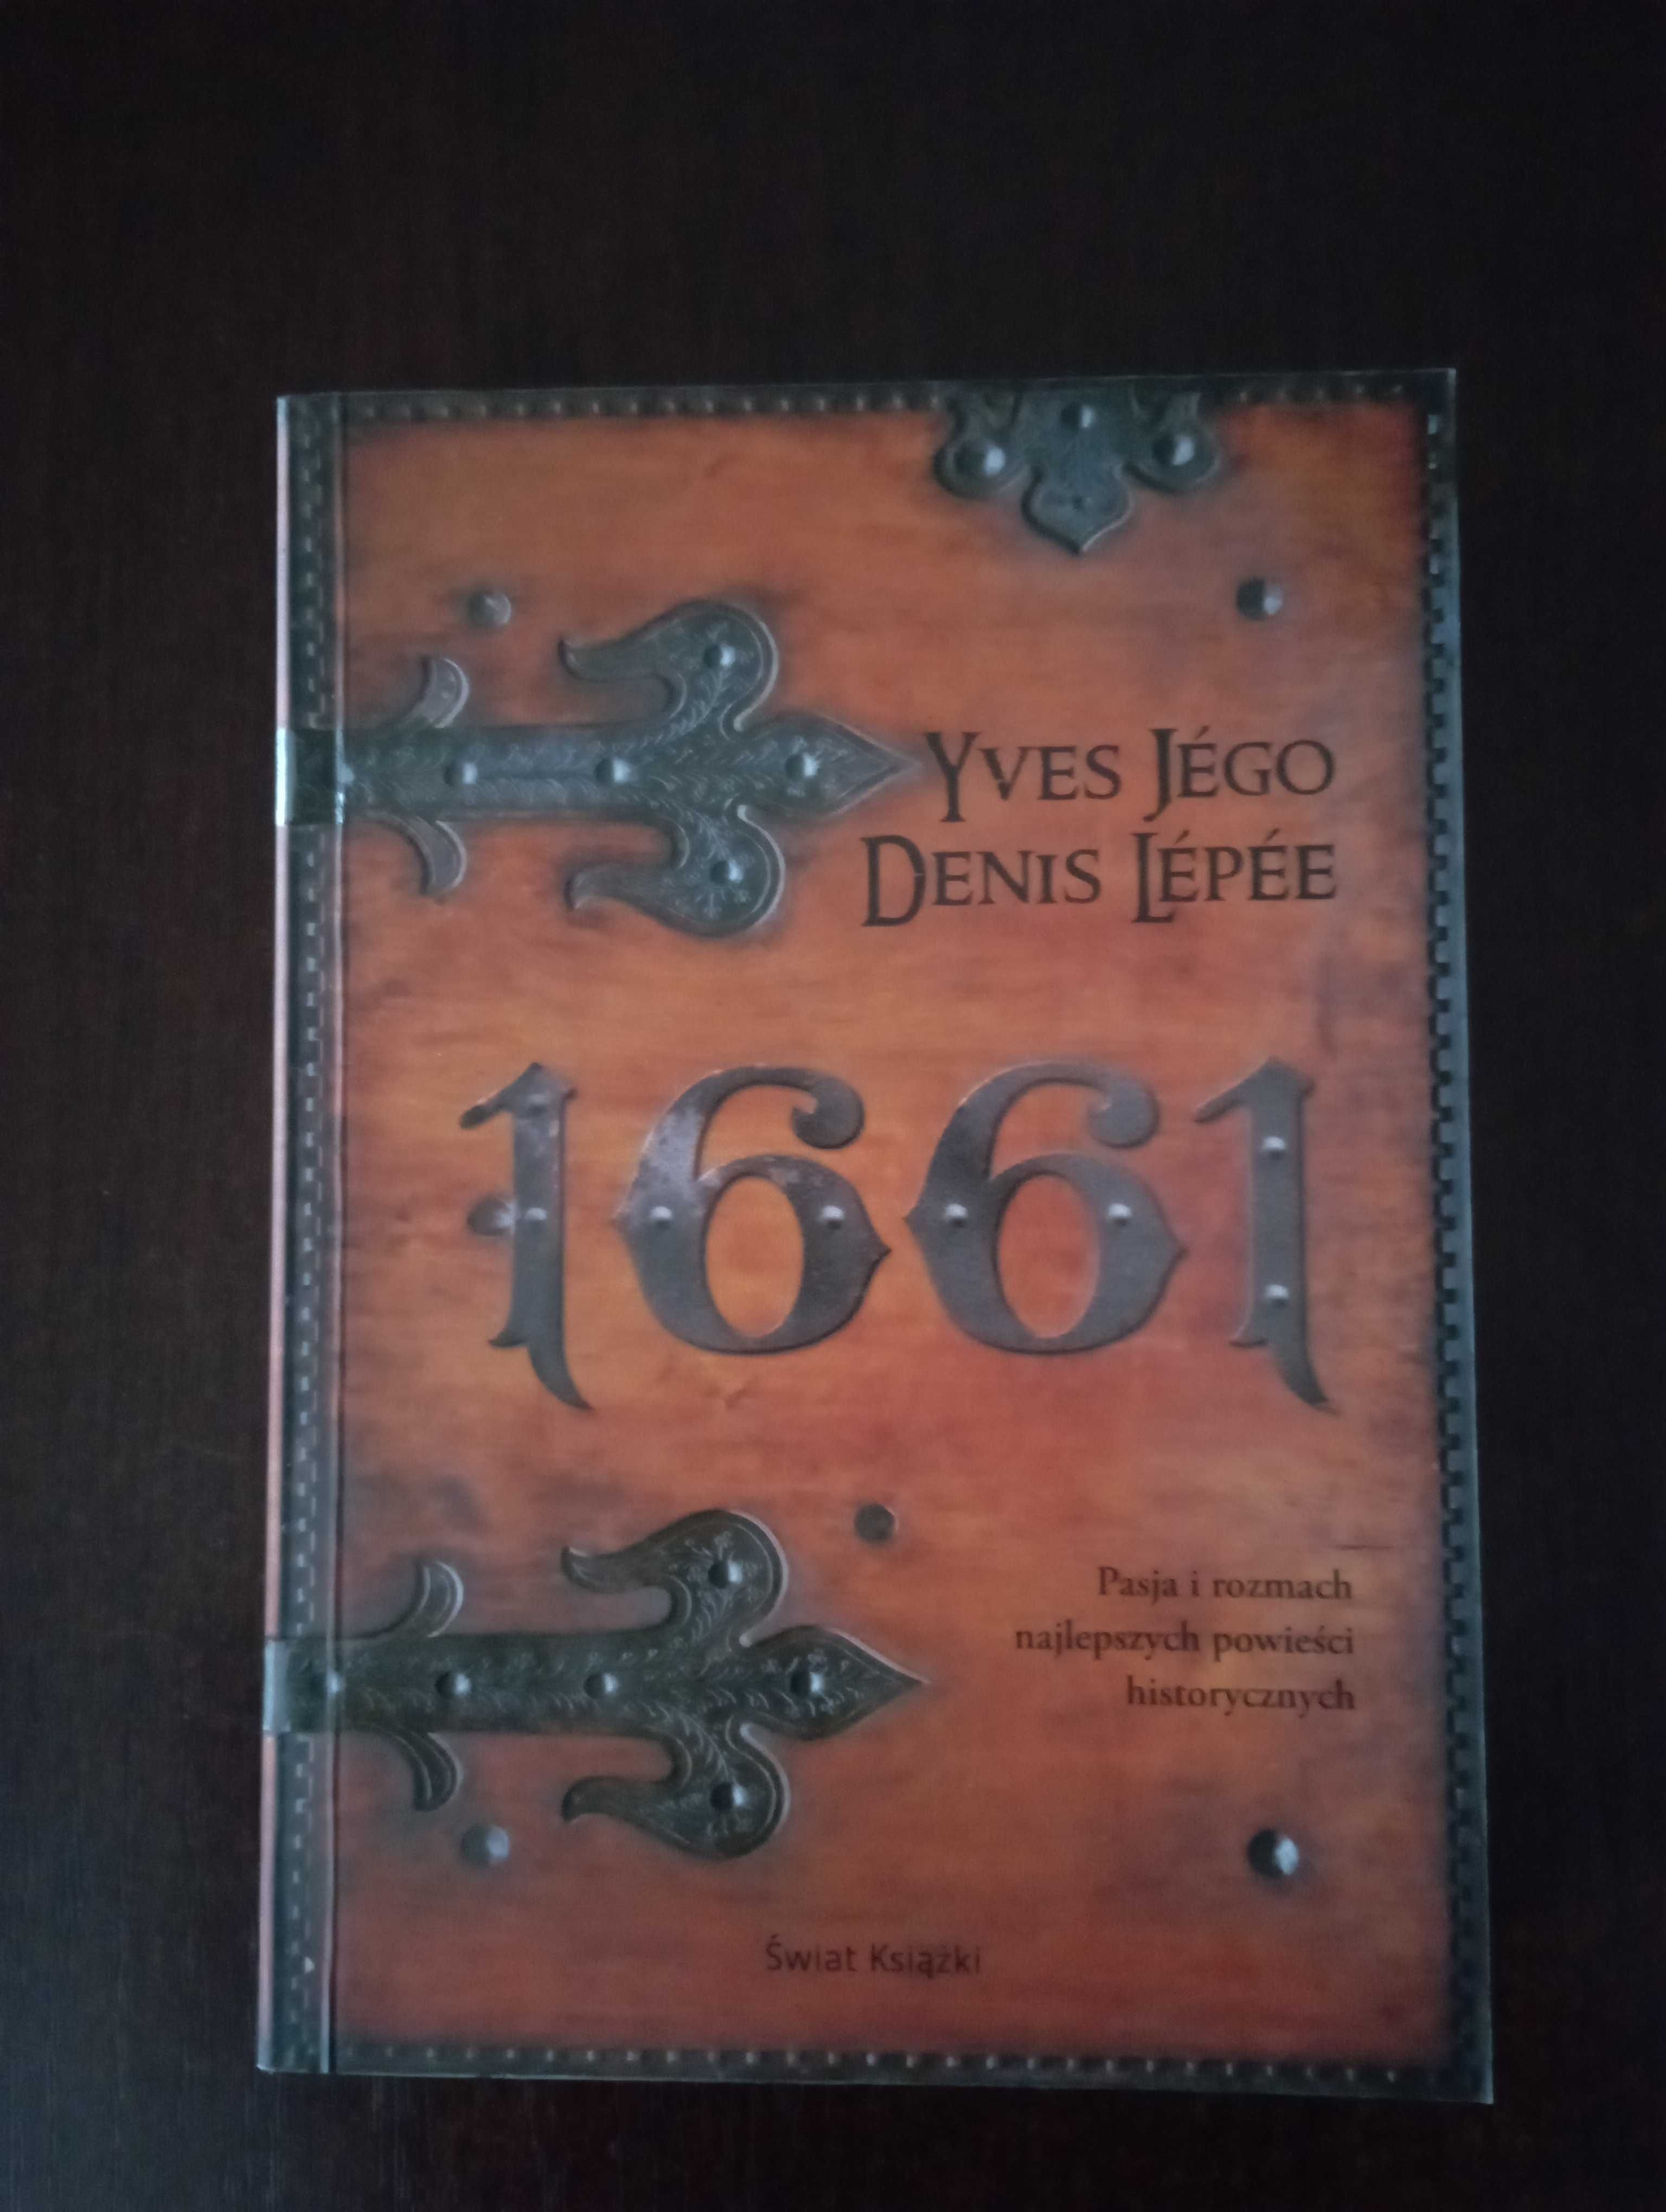 Yves Jégo
Denis Lépée
1661
Pasja i rozmach
najlepszych powieści
historycznych
Świat Książki